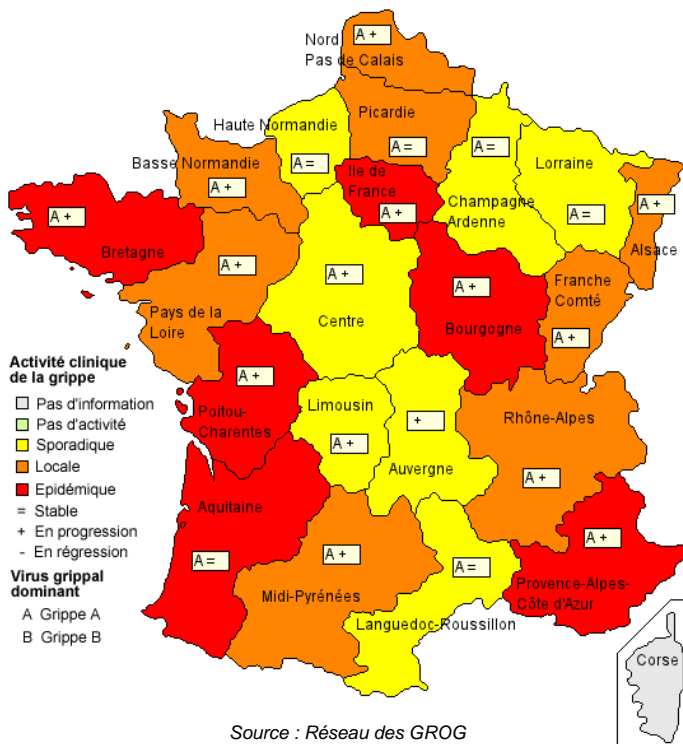 Nord
Pas de Calais
A +
Picardie
A =
Haute Normandie
A =
Basse Normandie
A +
Ile de
France
A +
A =
Champagne
Ardenne
Lorraine
A =
A +
Alsace
A +
Bretagne
A +
Pays de la
Loire
A +
Centre
A +
Bourgogne
Franche
Comté
A +
A +
Poitou-
Charentes
Limousin
A +
+
Auvergne
Rhône-Alpes
A +
Aquitaine
A =
A +
Midi-Pyrénées
A =
Languedoc-Roussillon
A +
Provence-Alpes-
Côte d'Azur
Corse
Activité clinique
de la grippe
Pas d'information
Pas d'activité
Sporadique
Locale
Epidémique
= Stable
+ En progression
- En régression
Virus grippal
dominant
A Grippe A
B Grippe B
Source : Réseau des GROG